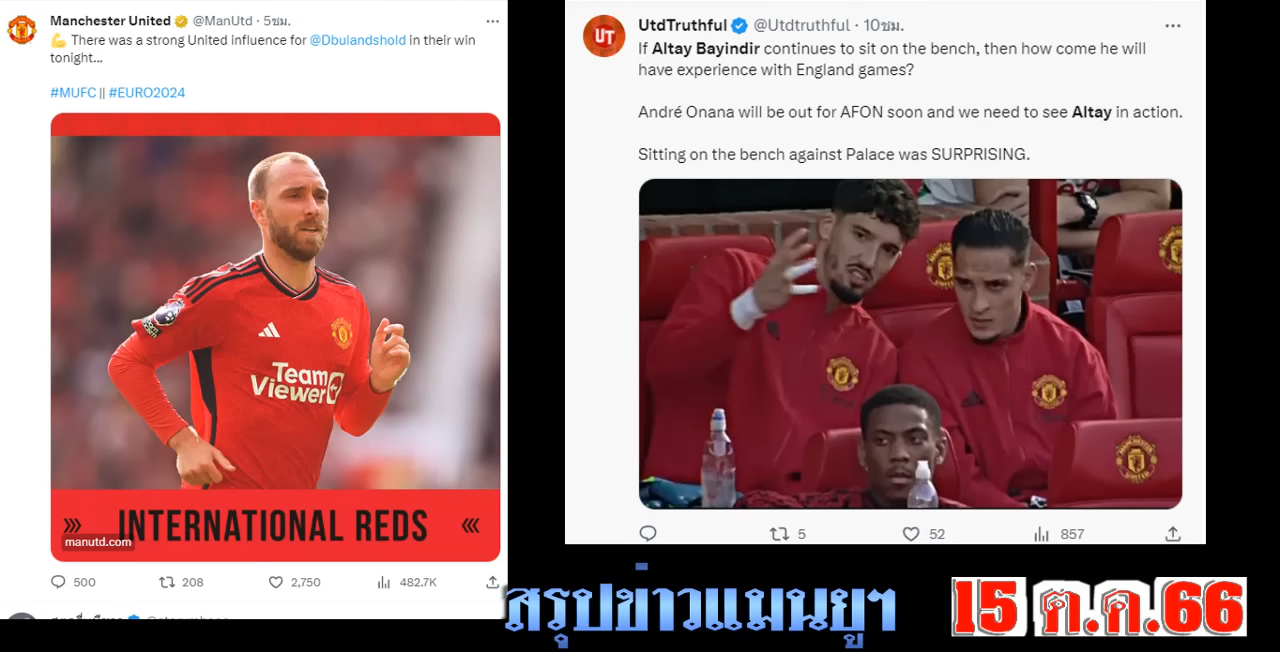 Manchester United @ManUtd · 5ชม.
💪 There was a strong United influence for @Dbulandshold in their win
tonight...
#MUFC || #EURO2024
Team
Viewer
INTERNATIONAL REDS
manutd.com
500 208 2,750 482.7K
UT
UtdTruthful @Utdtruthful · 10ชม.
If Altay Bayindir continues to sit on the bench, then how come he will
have experience with England games?
André Onana will be out for AFON soon and we need to see Altay in action.
Sitting on the bench against Palace was SURPRISING.
5 52 857
สรุปข่าวแมนยูฯ
15 ต.ค.66